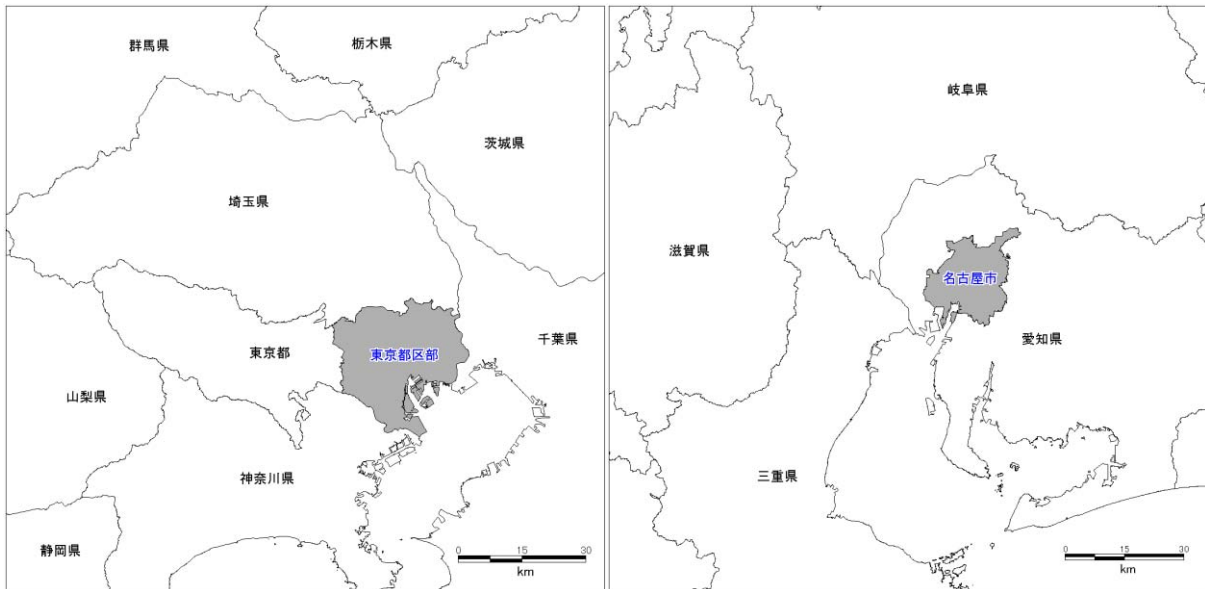 群馬県
栃木県
茨城県
埼玉県
東京都
東京都区部
千葉県
山梨県
神奈川県
静岡県
0 15 30
km
岐阜県
滋賀県
名古屋市
愛知県
三重県
0 15 30
km